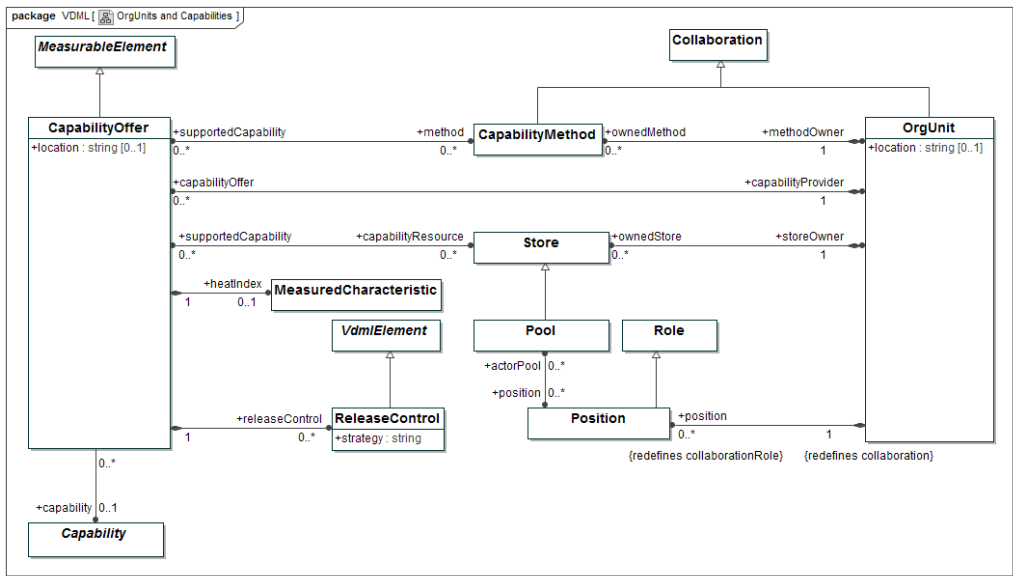 package VDML [ OrgUnits and Capabilities ]
MeasurableElement
Collaboration
CapabilityOffer
+location : string [0..1]
+supportedCapability
0..*
+method
0..*
CapabilityMethod
+ownedMethod
0..*
+methodOwner
1
OrgUnit
+location : string [0..1]
+capabilityOffer
0..*
+capabilityProvider
1
+supportedCapability
0..*
+capabilityResource
0..*
Store
+ownedStore
0..*
+storeOwner
1
+heatIndex
1
0..1
MeasuredCharacteristic
VdmlElement
Pool
Role
+actorPool 0..*
+position 0..*
+releaseControl
1
0..*
ReleaseControl
+strategy : string
Position
+position
0..*
1
{redefines collaborationRole}
{redefines collaboration}
0..*
+capability 0..1
Capability